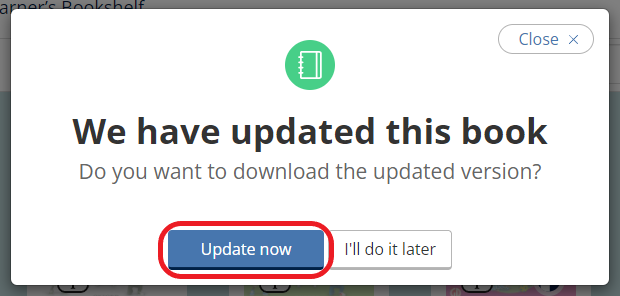 arner's Bookshelf
Close
We have updated this book
Do you want to download the updated version?
Update now I'll do it later